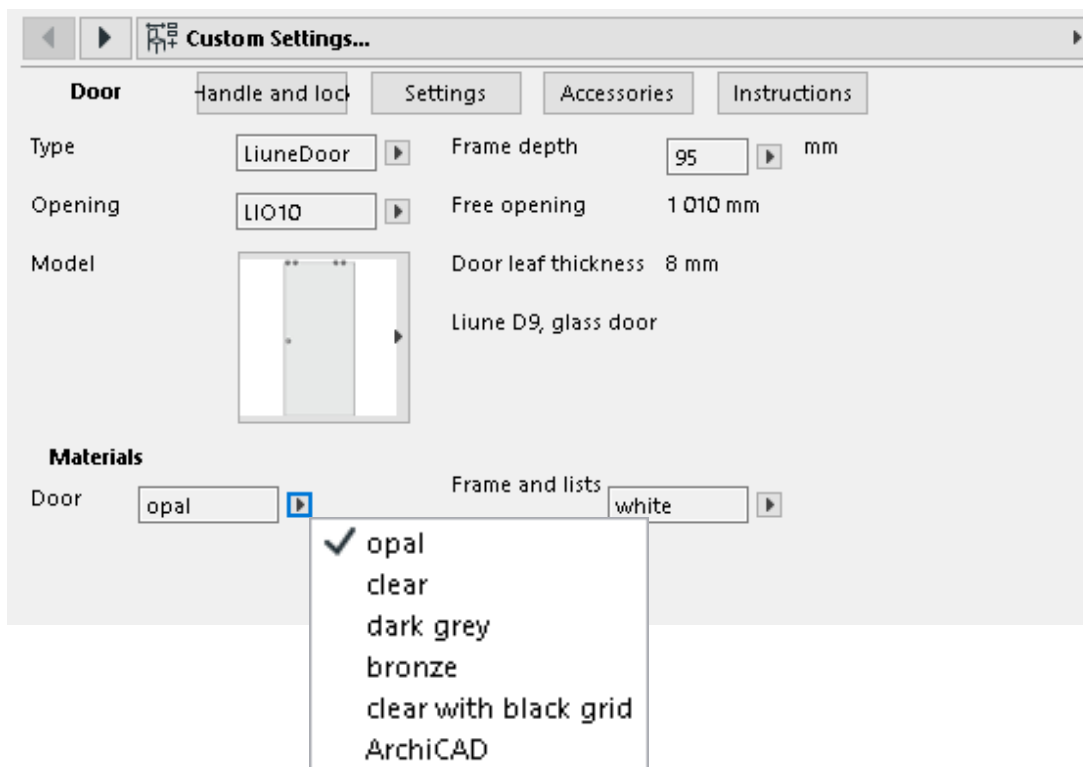 Custom Settings...
Door Handle and lock Settings Accessories Instructions
Type LiuneDoor Frame depth 95 mm
Opening LIO10 Free opening 1 010 mm
Model Door leaf thickness 8 mm
Liune D9, glass door
Materials
Door opal Frame and lists white
opal
clear
dark grey
bronze
clear with black grid
ArchiCAD